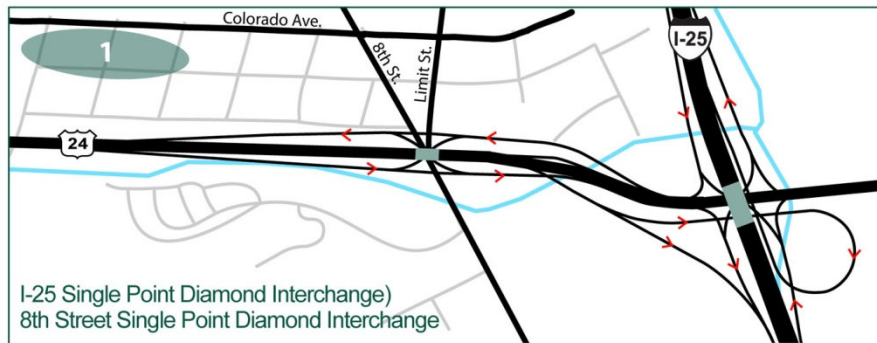 Colorado Ave.
1
8th St.
Limit St.
I-25
24
I-25 Single Point Diamond Interchange)
8th Street Single Point Diamond Interchange